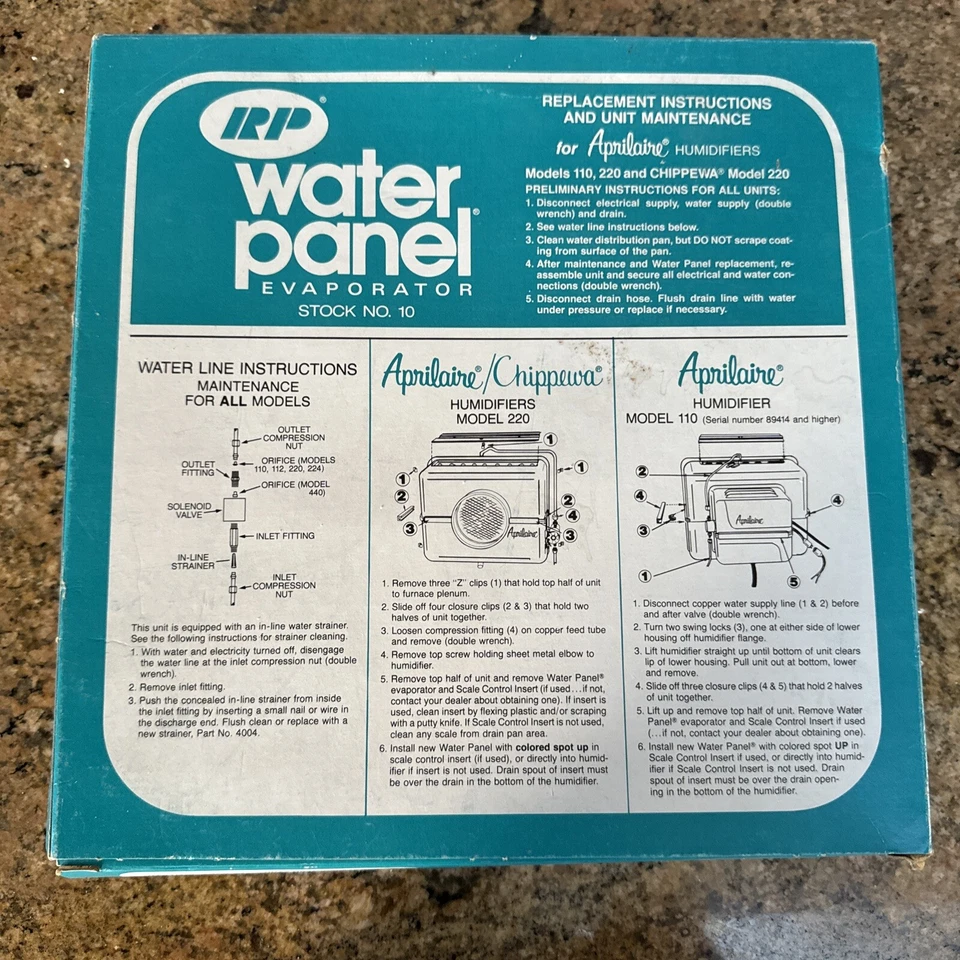 RP®
water
panel®
EVAPORATOR
STOCK NO. 10
REPLACEMENT INSTRUCTIONS
AND UNIT MAINTENANCE
for Aprilaire® HUMIDIFIERS
Models 110, 220 and CHIPPEWA® Model 220
PRELIMINARY INSTRUCTIONS FOR ALL UNITS:
1. Disconnect electrical supply, water supply (double
wrench) and drain.
2. See water line instructions below.
3. Clean water distribution pan, but DO NOT scrape coat-
ing from surface of the pan.
4. After maintenance and Water Panel replacement, re-
assemble unit and secure all electrical and water con-
nections (double wrench).
5. Disconnect drain hose. Flush drain line with water
under pressure or replace if necessary.
WATER LINE INSTRUCTIONS
MAINTENANCE
FOR ALL MODELS
OUTLET
COMPRESSION
NUT
OUTLET
FITTING
ORIFICE (MODELS
110, 112, 220, 224)
ORIFICE (MODEL
440)
SOLENOID
VALVE
INLET FITTING
IN-LINE
STRAINER
INLET
COMPRESSION
NUT
This unit is equipped with an in-line water strainer.
See the following instructions for strainer cleaning.
1. With water and electricity turned off, disengage
the water line at the inlet compression nut (double
wrench).
2. Remove inlet fitting.
3. Push the concealed in-line strainer from inside
the inlet fitting by inserting a small nail or wire in
the discharge end. Flush clean or replace with a
new strainer, Part No. 4004.
Aprilaire®/Chippewa®
HUMIDIFIERS
MODEL 220
1
1
1
2
2
4
3
3
Aprilaire®
1. Remove three "Z" clips (1) that hold top half of unit
to furnace plenum.
2. Slide off four closure clips (2 & 3) that hold two
halves of unit together.
3. Loosen compression fitting (4) on copper feed tube
and remove (double wrench).
4. Remove top screw holding sheet metal elbow to
humidifier.
5. Remove top half of unit and remove Water Panel®
evaporator and Scale Control Insert (if used...if not,
contact your dealer about obtaining one). If insert is
used, clean insert by flexing plastic and/or scraping
with a putty knife. If Scale Control Insert is not used,
clean any scale from drain pan area.
6. Install new Water Panel with colored spot up in
scale control insert (if used), or directly into humid-
ifier if insert is not used. Drain spout of insert must
be over the drain in the bottom of the humidifier.
Aprilaire®
HUMIDIFIER
MODEL 110 (Serial number 89414 and higher)
2
4
4
3
Aprilaire
1
5
1. Disconnect copper water supply line (1 & 2) before
and after valve (double wrench).
2. Turn two swing locks (3), one at either side of lower
housing off humidifier flange.
3. Lift humidifier straight up until bottom of unit clears
lip of lower housing. Pull unit out at bottom, lower
and remove.
4. Slide off three closure clips (4 & 5) that hold 2 halves
of unit together.
5. Lift up and remove top half. Remove Water
Panel® evaporator and Scale Control Insert if used
(...if not, contact your dealer about obtaining one).
6. Install new Water Panel® with colored spot UP in
Scale Control Insert if used, or directly into humid-
ifier if Scale Control Insert is not used. Drain
spout of insert must be over the drain open-
ing in the bottom of the humidifier.